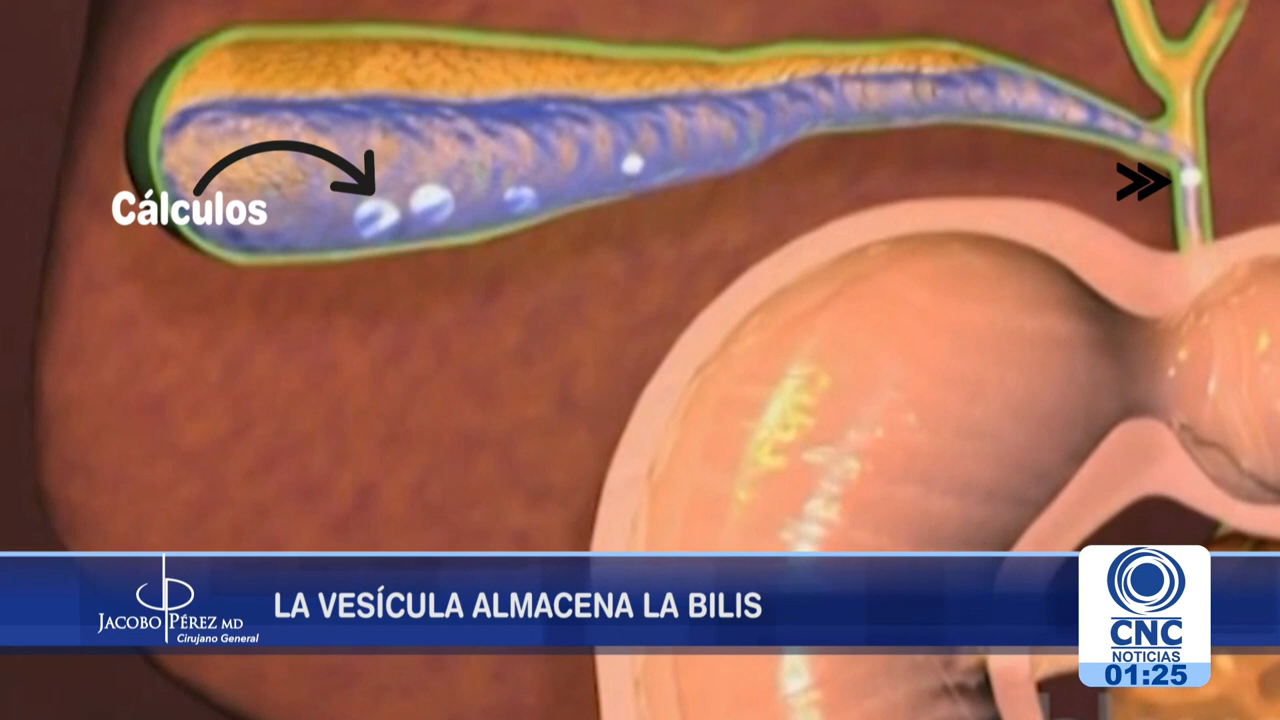 Cálculos
LA VESÍCULA ALMACENA LA BILIS
JACOBO PÉREZ MD
Cirujano General
CNC
NOTICIAS
01:25